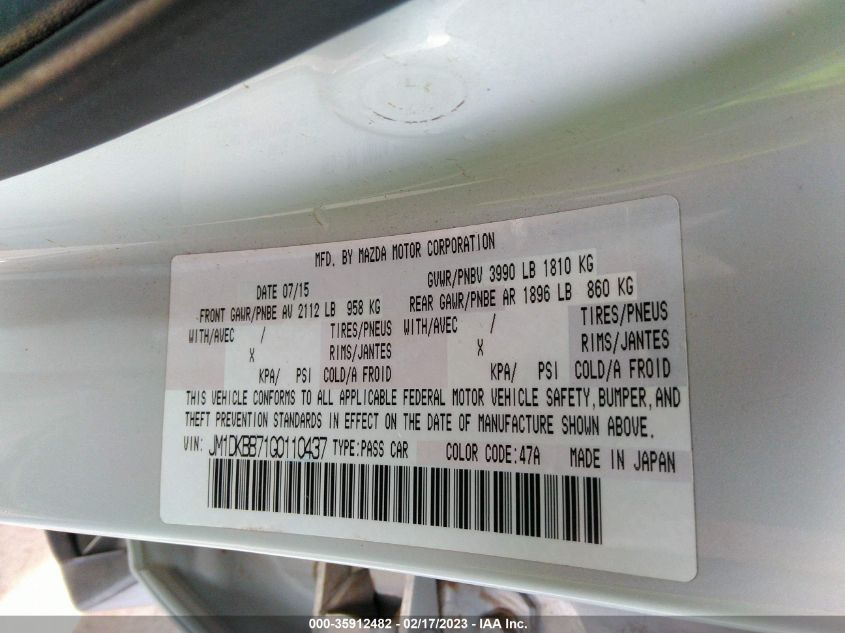 MFD. BY MAZDA MOTOR CORPORATION
DATE 07/15 GVWR/PNBV 3990 LB 1810 KG
FRONT GAWR/PNBE AV 2112 LB 958 KG REAR GAWR/PNBE AR 1896 LB 860 KG
WITH/AVEC / TIRES/PNEUS WITH/AVEC / TIRES/PNEUS
X RIMS/JANTES X RIMS/JANTES
KPA/ PSI COLD/A FROID KPA/ PSI COLD/A FROID
THIS VEHICLE CONFORMS TO ALL APPLICABLE FEDERAL MOTOR VEHICLE SAFETY, BUMPER, AND
THEFT PREVENTION STANDARDS IN EFFECT ON THE DATE OF MANUFACTURE SHOWN ABOVE.
VIN: JM1DKBB71G0110437 TYPE:PASS CAR COLOR CODE:47A MADE IN JAPAN
000-35912482 - 02/17/2023 - IAA Inc.